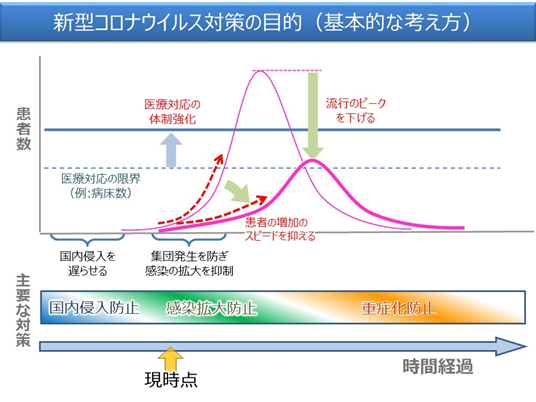 新型コロナウイルス対策の目的（基本的な考え方）
患者数
医療対応の
体制強化
流行のピーク
を下げる
医療対応の限界
（例:病床数）
患者の増加の
スピードを抑える
国内侵入を
遅らせる
集団発生を防ぎ
感染の拡大を抑制
主要な対策
国内侵入防止
感染拡大防止
重症化防止
時間経過
現時点